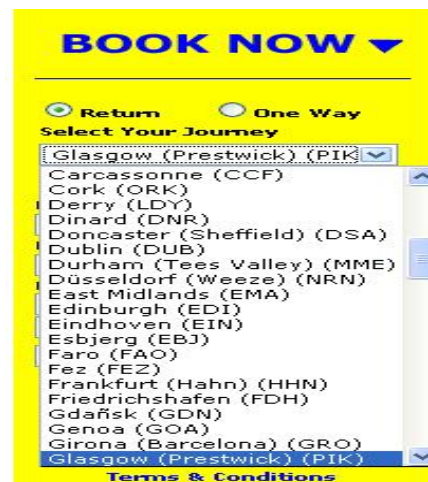 BOOK NOW
Return One Way
Select Your Journey
Glasgow (Prestwick) (PIK
Carcassonne (CCF)
Cork (ORK)
Derry (LDY)
Dinard (DNR)
Doncaster (Sheffield) (DSA)
Dublin (DUB)
Durham (Tees Valley) (MME)
Düsseldorf (Weeze) (NRN)
East Midlands (EMA)
Edinburgh (EDI)
Eindhoven (EIN)
Esbjerg (EBJ)
Faro (FAO)
Fez (FEZ)
Frankfurt (Hahn) (HHN)
Friedrichshafen (FDH)
Gdañsk (GDN)
Genoa (GOA)
Girona (Barcelona) (GRO)
Glasgow (Prestwick) (PIK)
Terms & Conditions